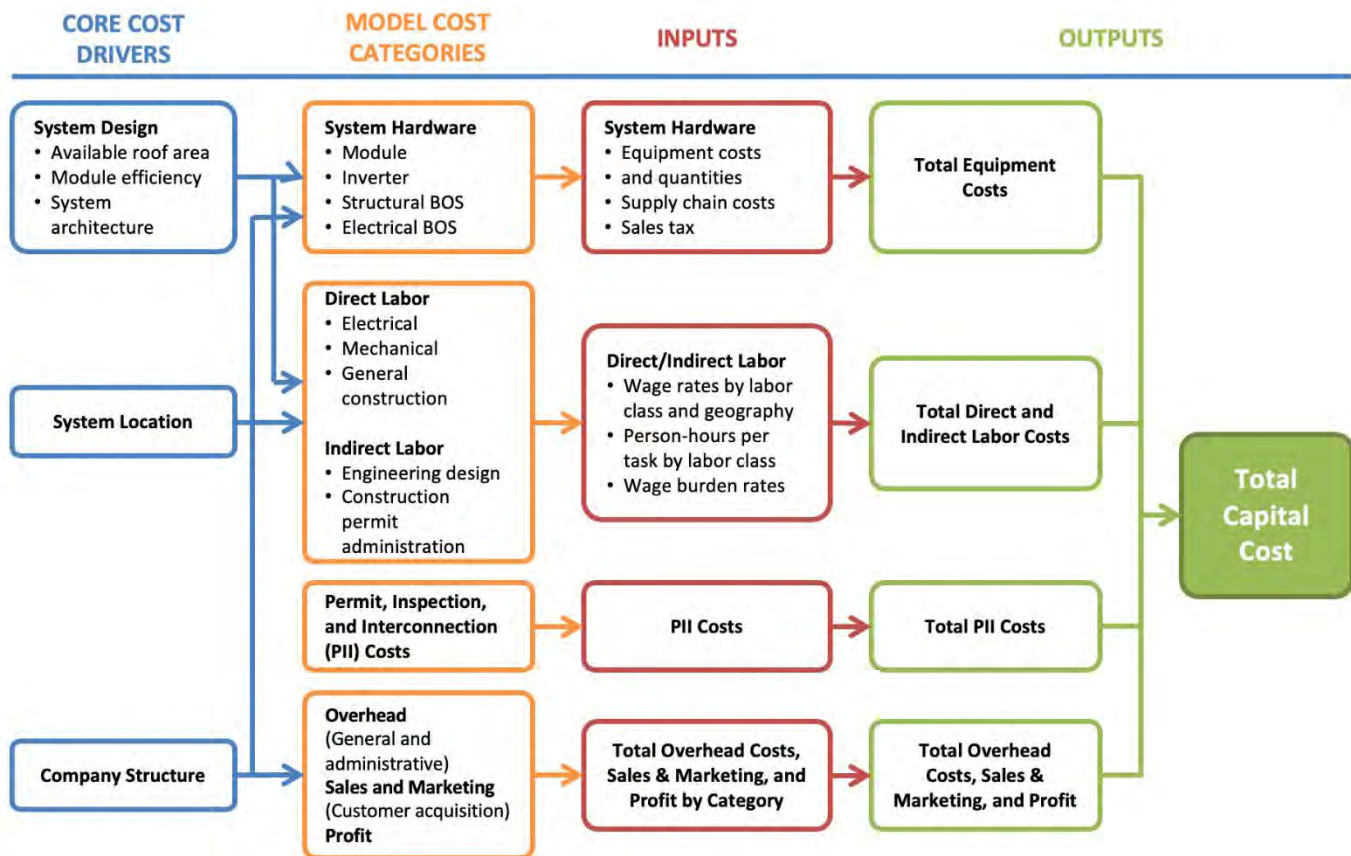 CORE COST
DRIVERS
MODEL COST
CATEGORIES
INPUTS
OUTPUTS
System Design
• Available roof area
• Module efficiency
• System
architecture
System Hardware
• Module
• Inverter
• Structural BOS
• Electrical BOS
System Hardware
• Equipment costs
• and quantities
• Supply chain costs
• Sales tax
Total Equipment
Costs
System Location
Direct Labor
• Electrical
• Mechanical
• General
construction
Indirect Labor
• Engineering design
• Construction
permit
administration
Direct/Indirect Labor
• Wage rates by labor
class and geography
• Person-hours per
task by labor class
• Wage burden rates
Total Direct and
Indirect Labor Costs
Total
Capital
Cost
Permit, Inspection,
and Interconnection
(PII) Costs
PII Costs
Total PII Costs
Company Structure
Overhead
(General and
administrative)
Sales and Marketing
(Customer acquisition)
Profit
Total Overhead Costs,
Sales & Marketing, and
Profit by Category
Total Overhead
Costs, Sales &
Marketing, and Profit